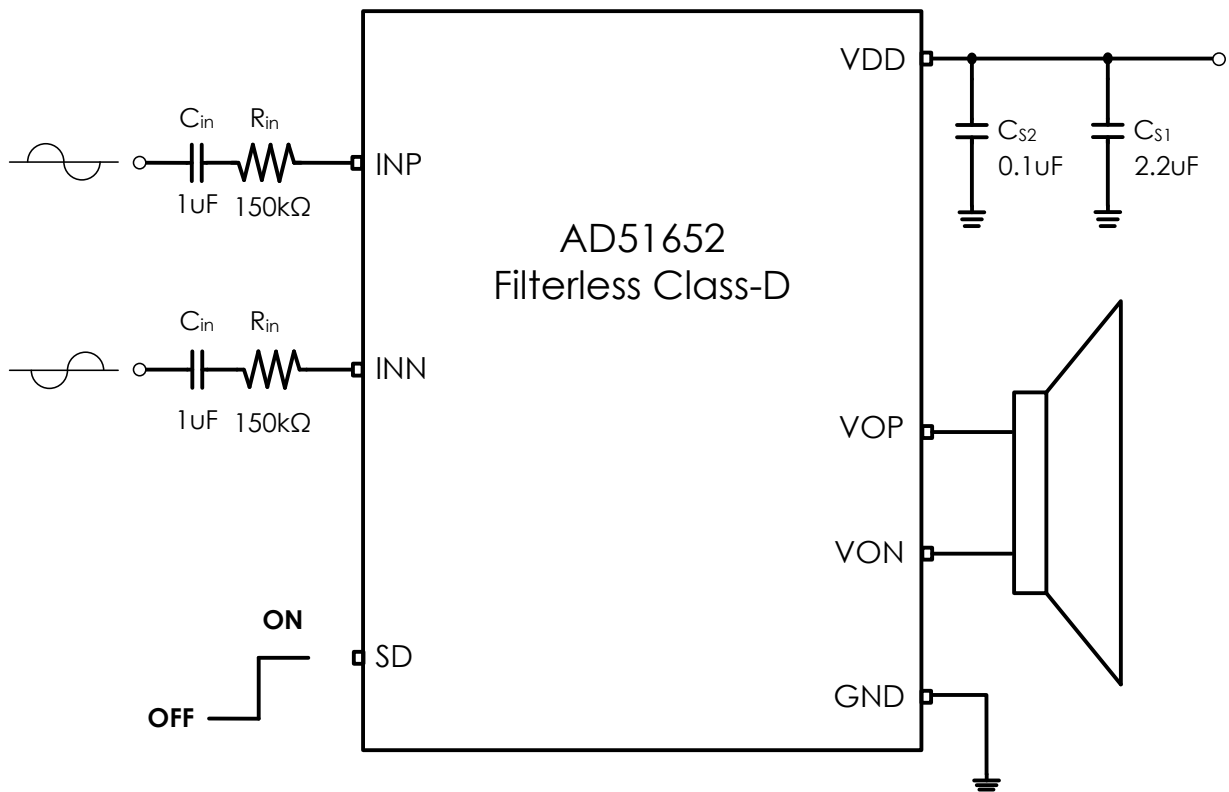 VDD
Cin Rin
CS2
0.1uF
CS1
2.2uF
INP
1uF 150kΩ
AD51652
Filterless Class-D
Cin Rin
INN
1uF 150kΩ
VOP
VON
ON
SD
OFF
GND